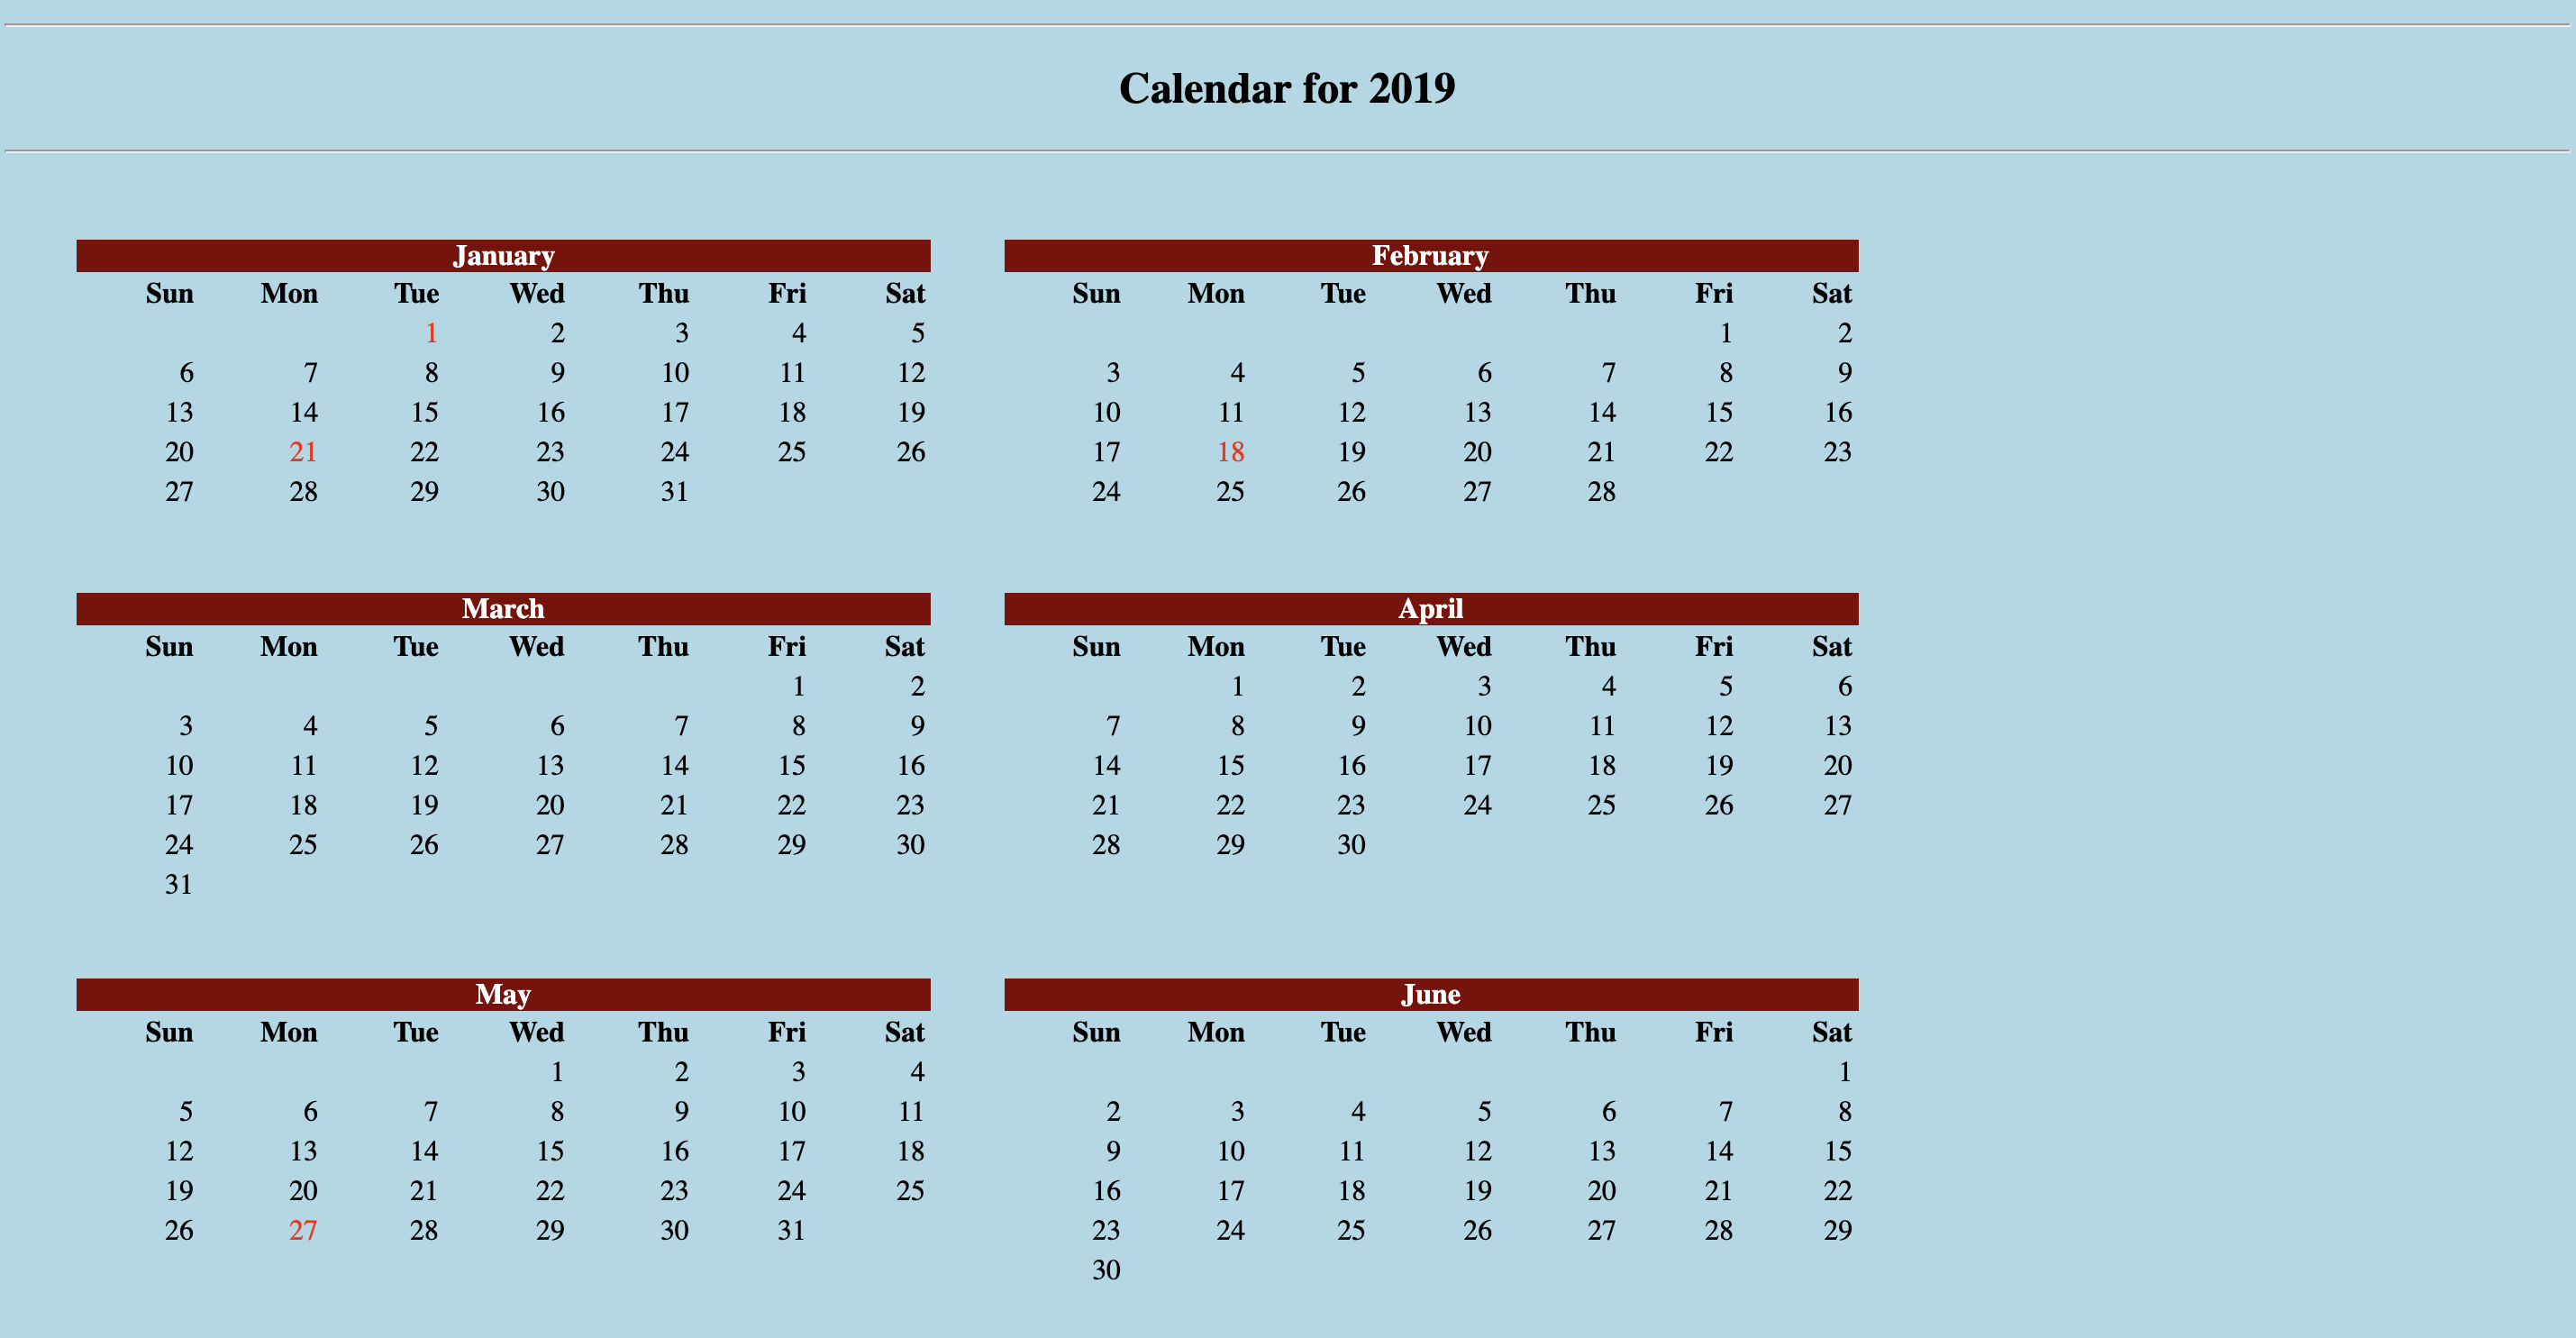 Calendar for 2019
January
Sun Mon Tue Wed Thu Fri Sat
1 2 3 4 5
6 7 8 9 10 11 12
13 14 15 16 17 18 19
20 21 22 23 24 25 26
27 28 29 30 31
February
Sun Mon Tue Wed Thu Fri Sat
1 2
3 4 5 6 7 8 9
10 11 12 13 14 15 16
17 18 19 20 21 22 23
24 25 26 27 28
March
Sun Mon Tue Wed Thu Fri Sat
1 2
3 4 5 6 7 8 9
10 11 12 13 14 15 16
17 18 19 20 21 22 23
24 25 26 27 28 29 30
31
April
Sun Mon Tue Wed Thu Fri Sat
1 2 3 4 5 6
7 8 9 10 11 12 13
14 15 16 17 18 19 20
21 22 23 24 25 26 27
28 29 30
May
Sun Mon Tue Wed Thu Fri Sat
1 2 3 4
5 6 7 8 9 10 11
12 13 14 15 16 17 18
19 20 21 22 23 24 25
26 27 28 29 30 31
June
Sun Mon Tue Wed Thu Fri Sat
1
2 3 4 5 6 7 8
9 10 11 12 13 14 15
16 17 18 19 20 21 22
23 24 25 26 27 28 29
30